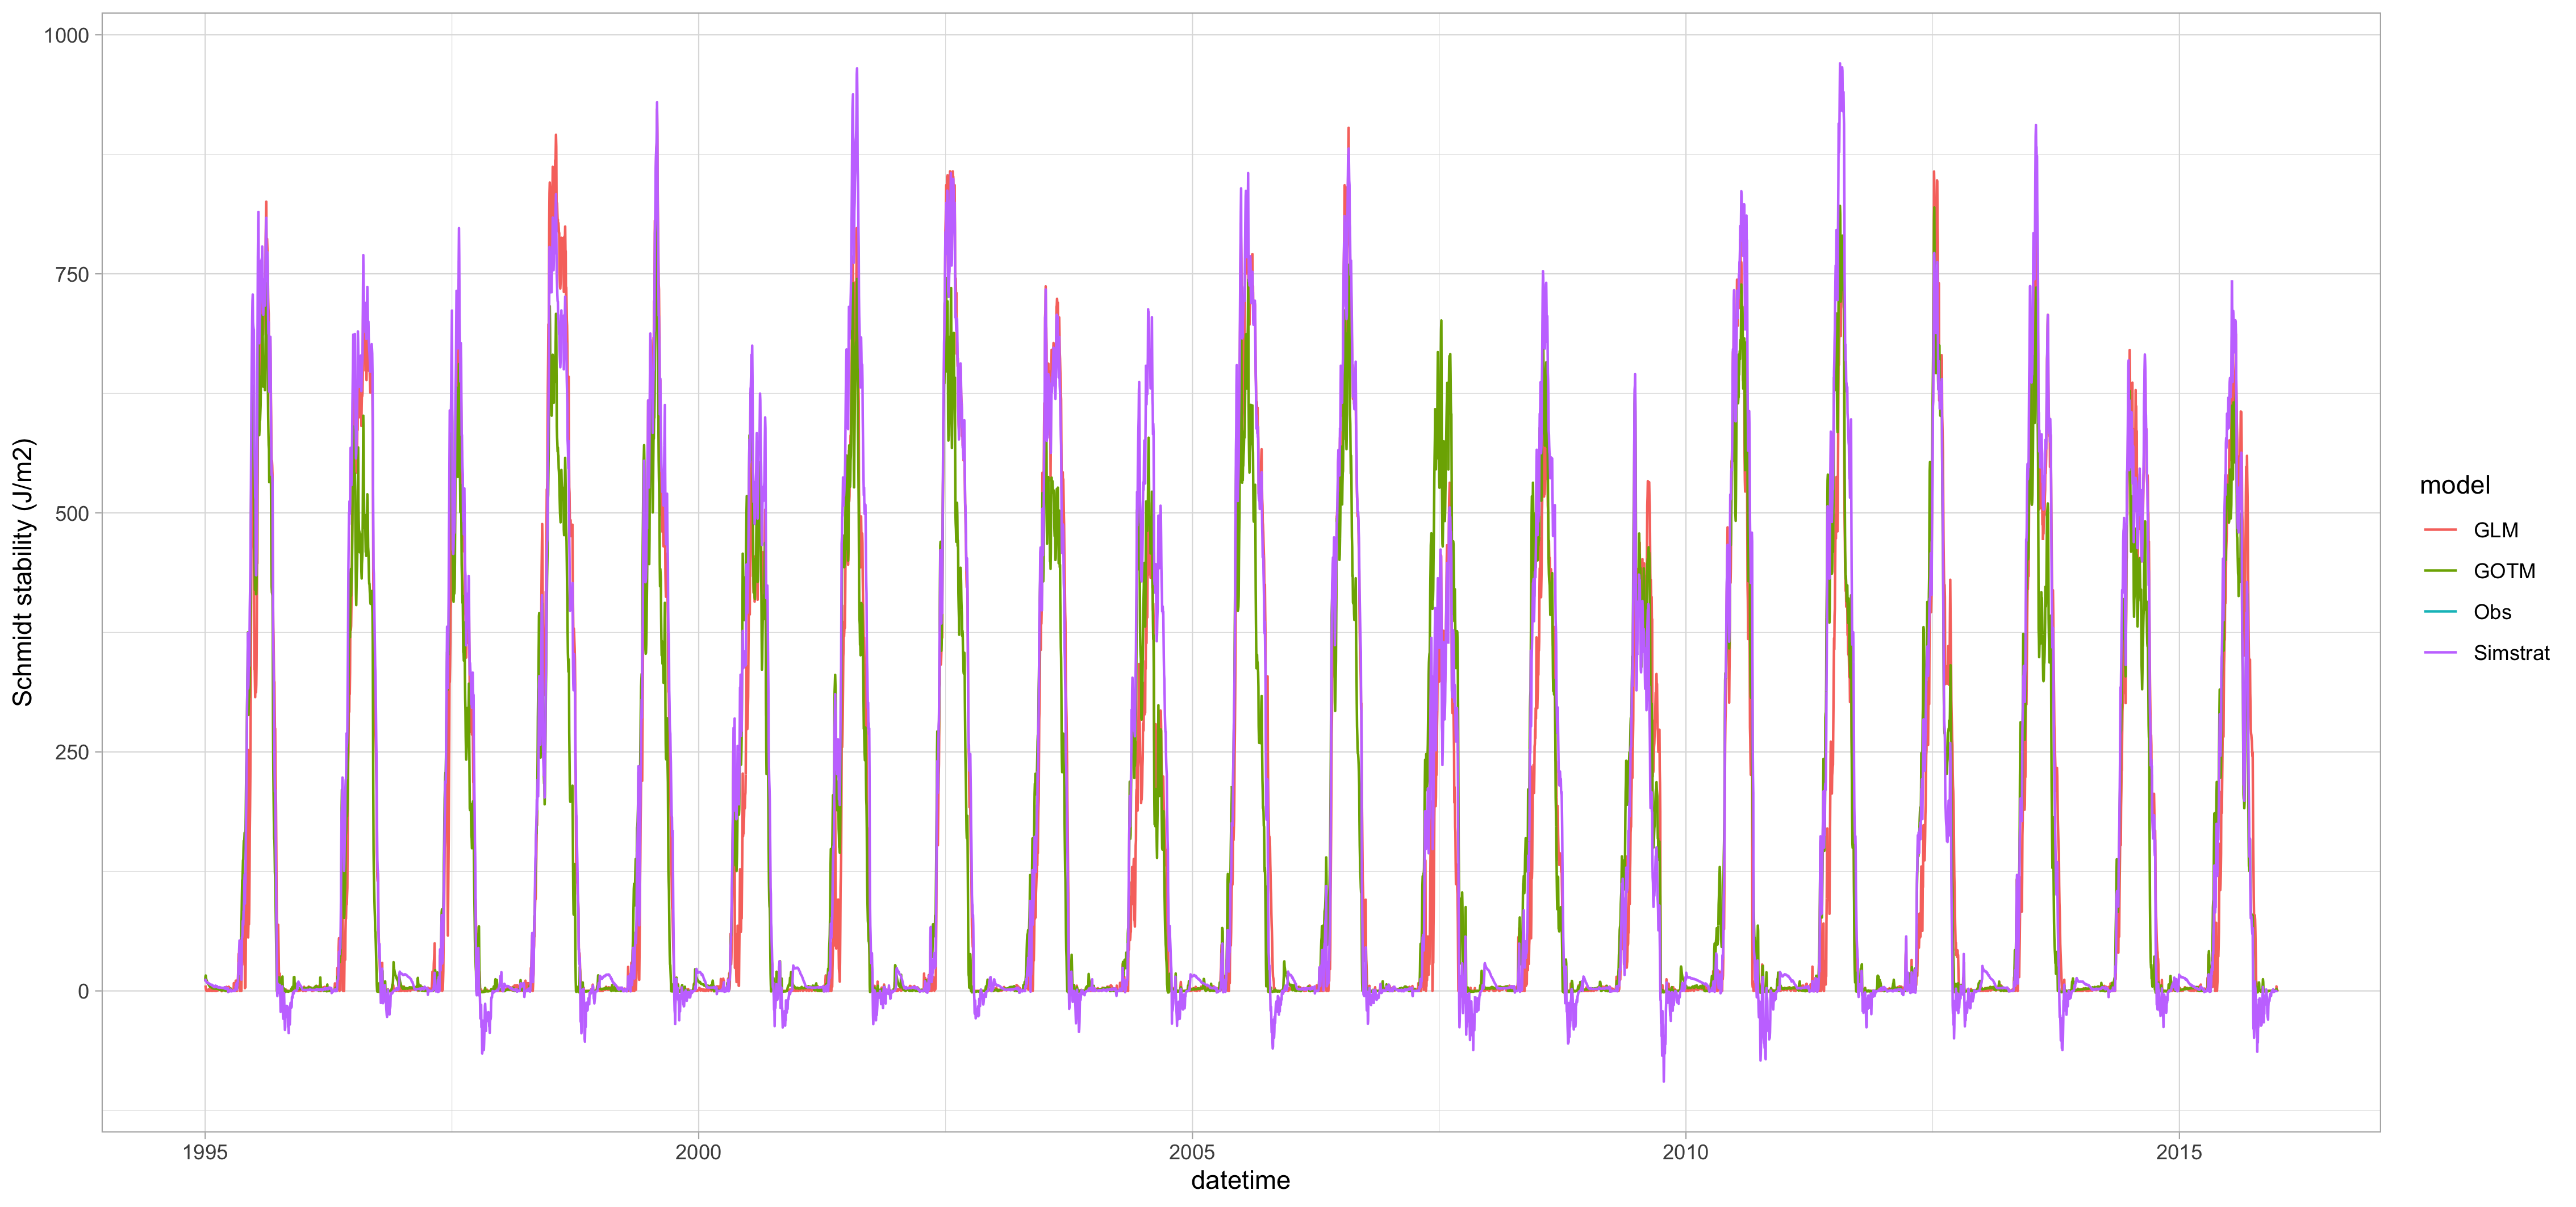 1000
750
500
250
0
Schmidt stability (J/m2)
1995
2000
2005
2010
2015
datetime
model
GLM
GOTM
Obs
Simstrat